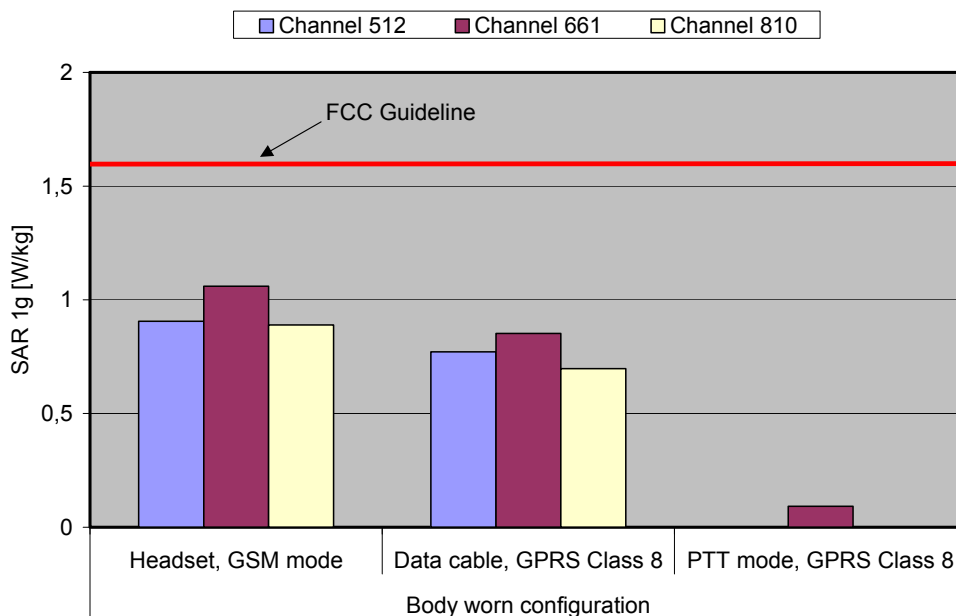 Channel 512 Channel 661 Channel 810
2
FCC Guideline
1,5
SAR 1g [W/kg]
1
0,5
0
Headset, GSM mode Data cable, GPRS Class 8 PTT mode, GPRS Class 8
Body worn configuration